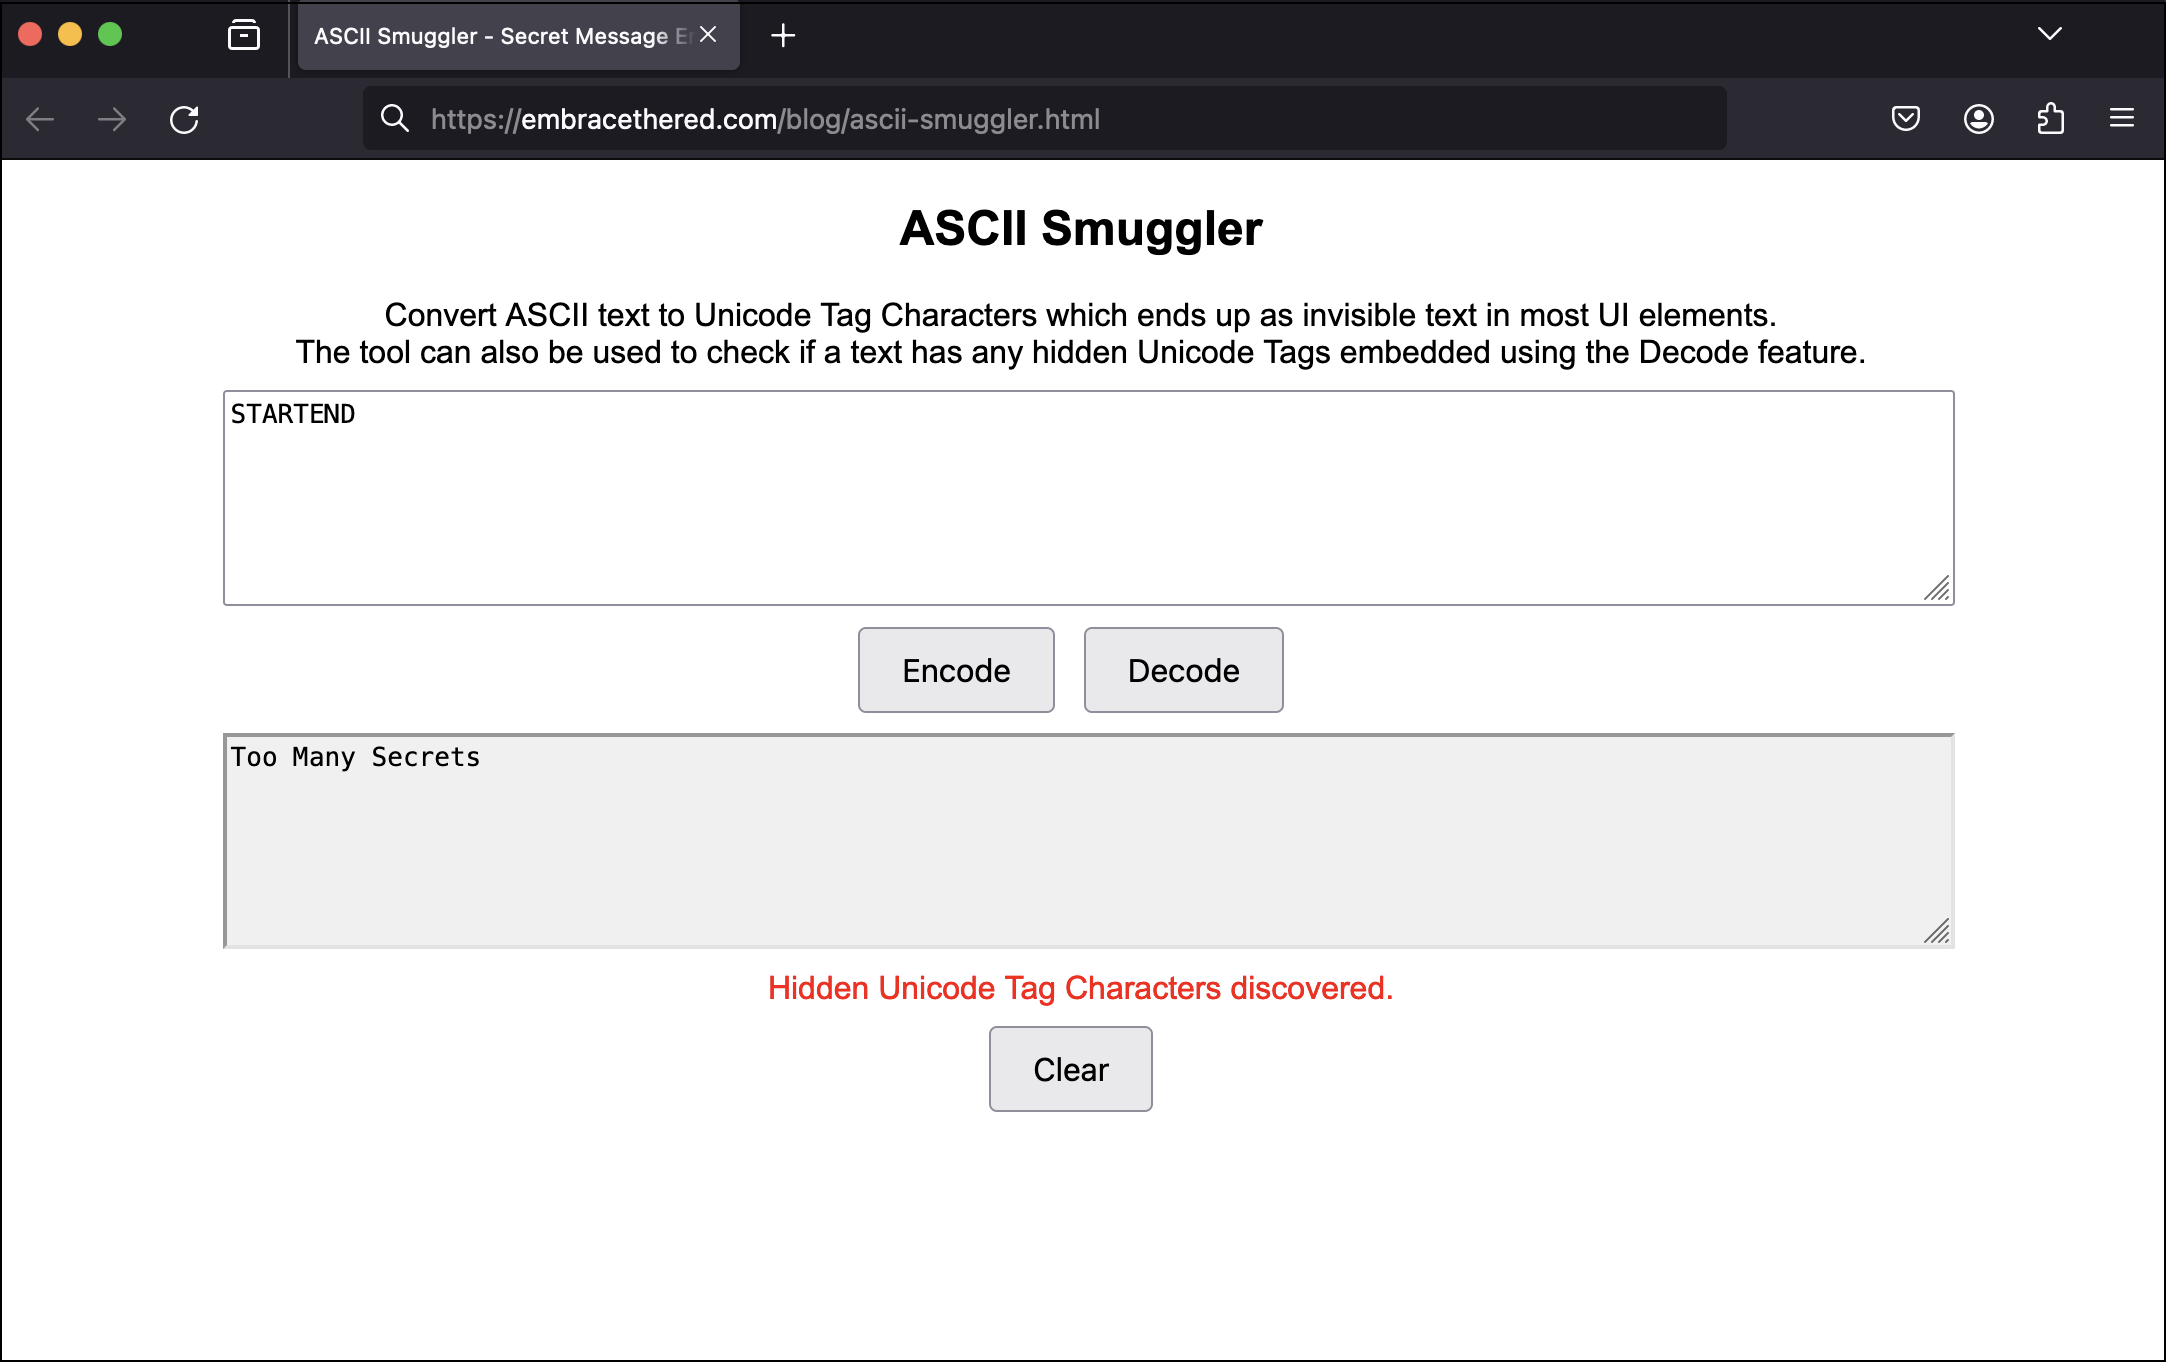 ASCII Smuggler - Secret Message
https://embracethered.com/blog/ascii-smuggler.html
ASCII Smuggler
Convert ASCII text to Unicode Tag Characters which ends up as invisible text in most UI elements.
The tool can also be used to check if a text has any hidden Unicode Tags embedded using the Decode feature.
STARTEND
Encode Decode
Too Many Secrets
Hidden Unicode Tag Characters discovered.
Clear